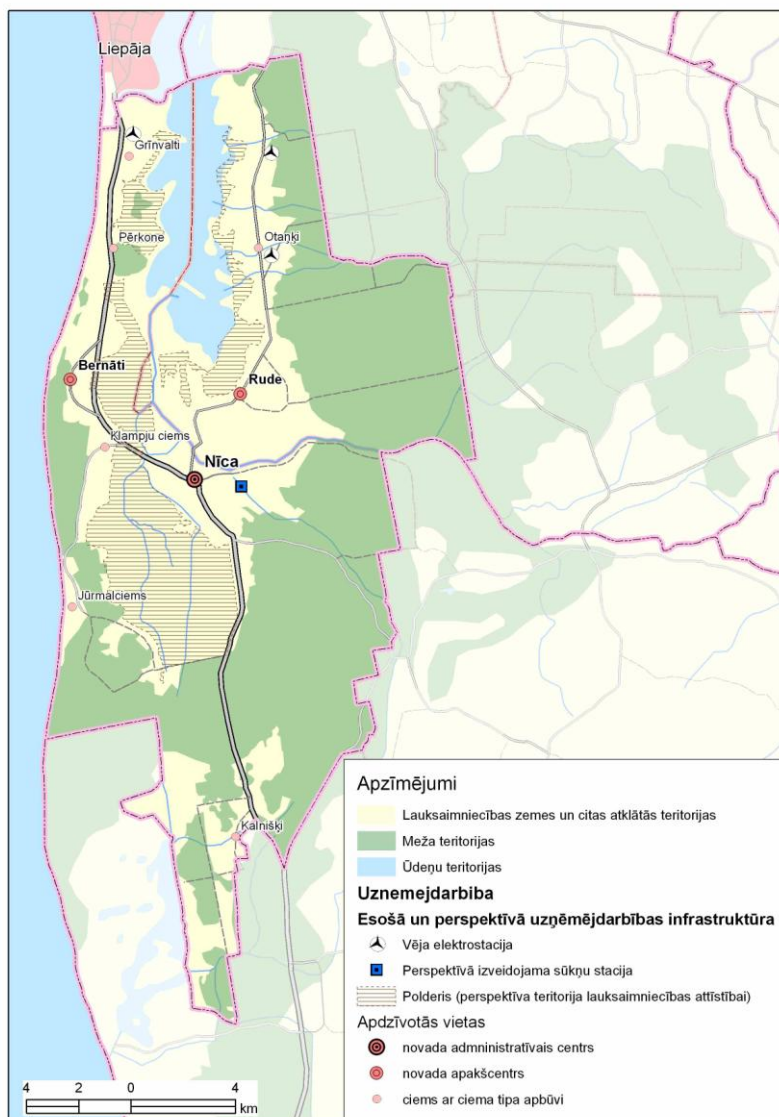 Liepāja
Grīnvalti
Pērkone
Otaņķi
Bernāti
Rude
Klampju ciems
Nīca
Jūrmalciems
Kalnišķi
Apzīmējumi
Lauksaimniecības zemes un citas atklātās teritorijas
Meža teritorijas
Ūdeņu teritorijas
Uznemejdarbiba
Esošā un perspektīvā uzņēmējdarbības infrastruktūra
Vēja elektrostacija
Perspektīvā izveidojama sūkņu stacija
Polderis (perspektīva teritorija lauksaimniecības attīstībai)
Apdzīvotās vietas
novada admninistratīvais centrs
novada apakšcentrs
ciems ar ciema tipa apbūvi
4 2 0 4
km